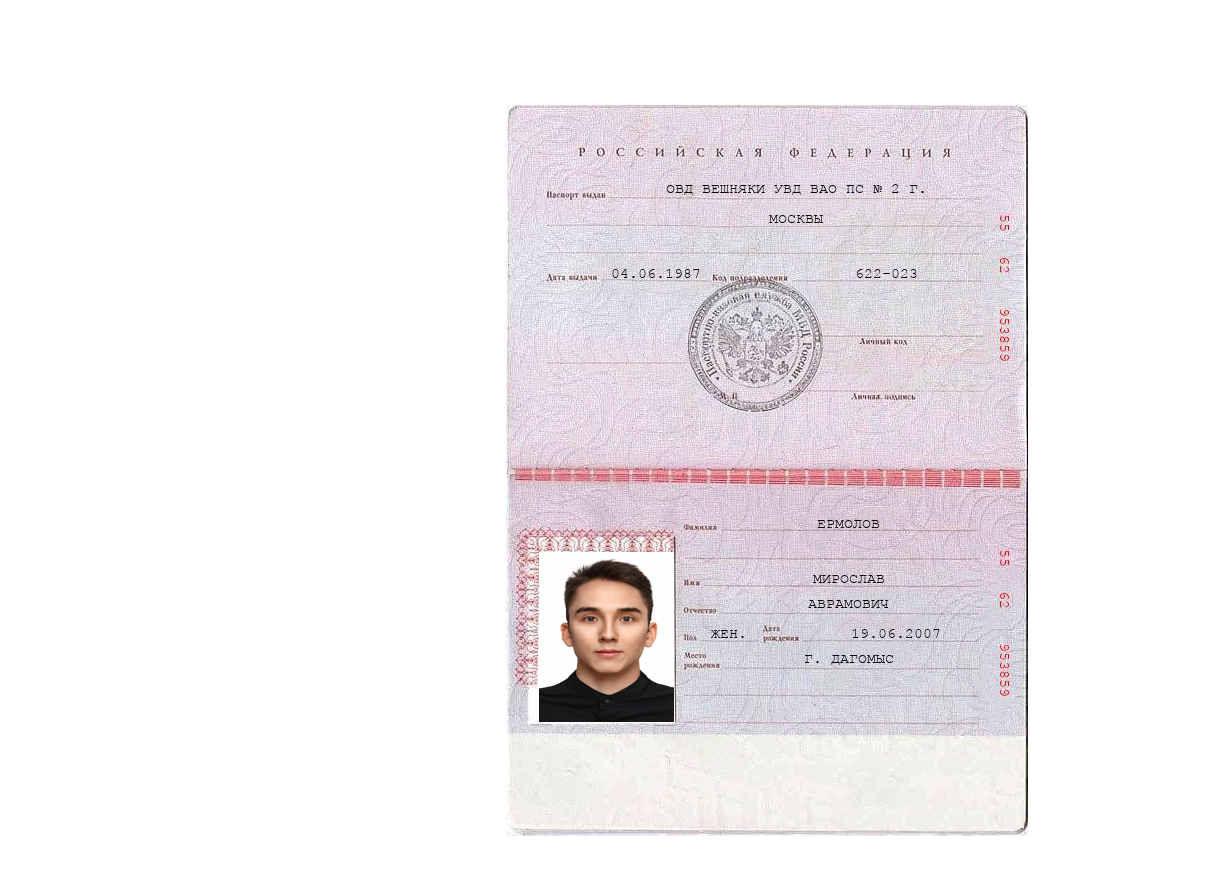 РОССИЙСКАЯ ФЕДЕРАЦИЯ
Паспорт выдан ОВД ВЕШНЯКИ УВД ВАО ПС № 2 Г.
МОСКВЫ
Дата выдачи 04.06.1987 Код подразделения 622-023
Паспортно-визовая служба МВД России
Личный код
М. П. Личная подпись
55 62 953859
Фамилия ЕРМОЛОВ
Имя МИРОСЛАВ
Отчество АВРАМОВИЧ
Пол ЖЕН. Дата рождения 19.06.2007
Место рождения Г. ДАГОМЫС
55 62 953859